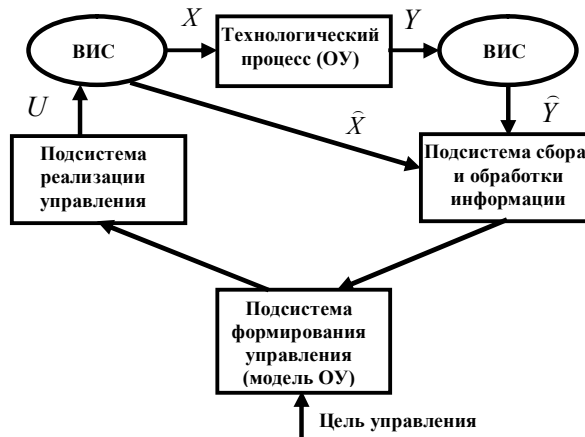 X
Y
ВИС
Технологический
процесс (ОУ)
ВИС
U
X̂
Ŷ
Подсистема
реализации
управления
Подсистема сбора
и обработки
информации
Подсистема
формирования
управления
(модель ОУ)
Цель управления